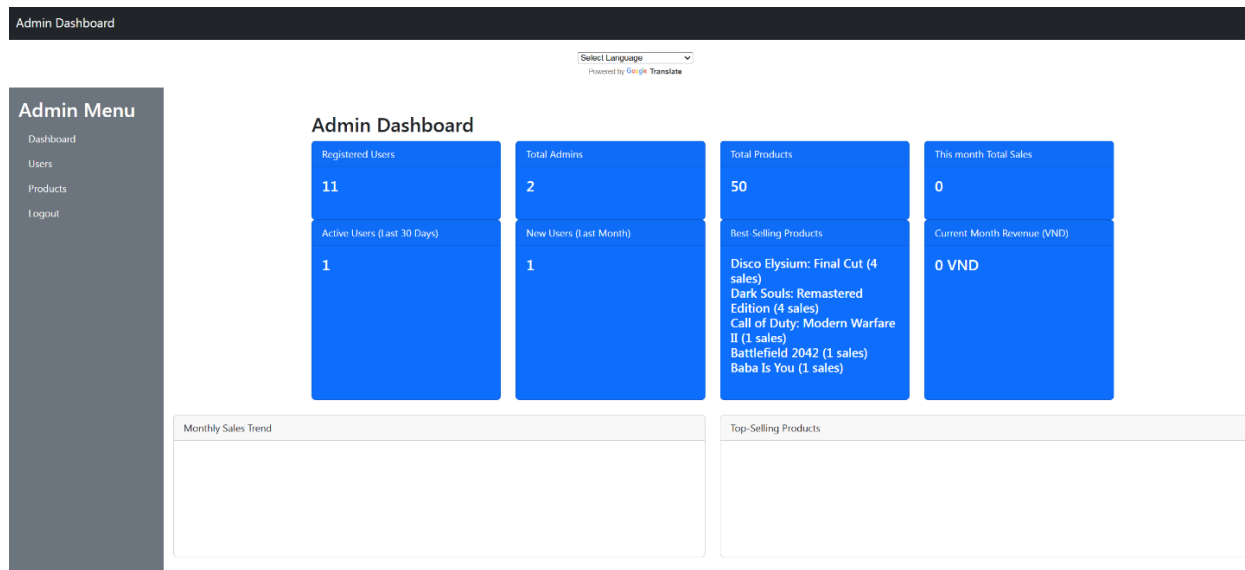 Admin Dashboard
Select Language
Powered by Google Translate
Admin Menu
Dashboard
Users
Products
Logout
Admin Dashboard
Registered Users
11
Total Admins
2
Total Products
50
This month Total Sales
0
Active Users (Last 30 Days)
1
New Users (Last Month)
1
Best-Selling Products
Disco Elysium: Final Cut (4
sales)
Dark Souls: Remastered
Edition (4 sales)
Call of Duty: Modern Warfare
II (1 sales)
Battlefield 2042 (1 sales)
Baba Is You (1 sales)
Current Month Revenue (VND)
0 VND
Monthly Sales Trend
Top-Selling Products